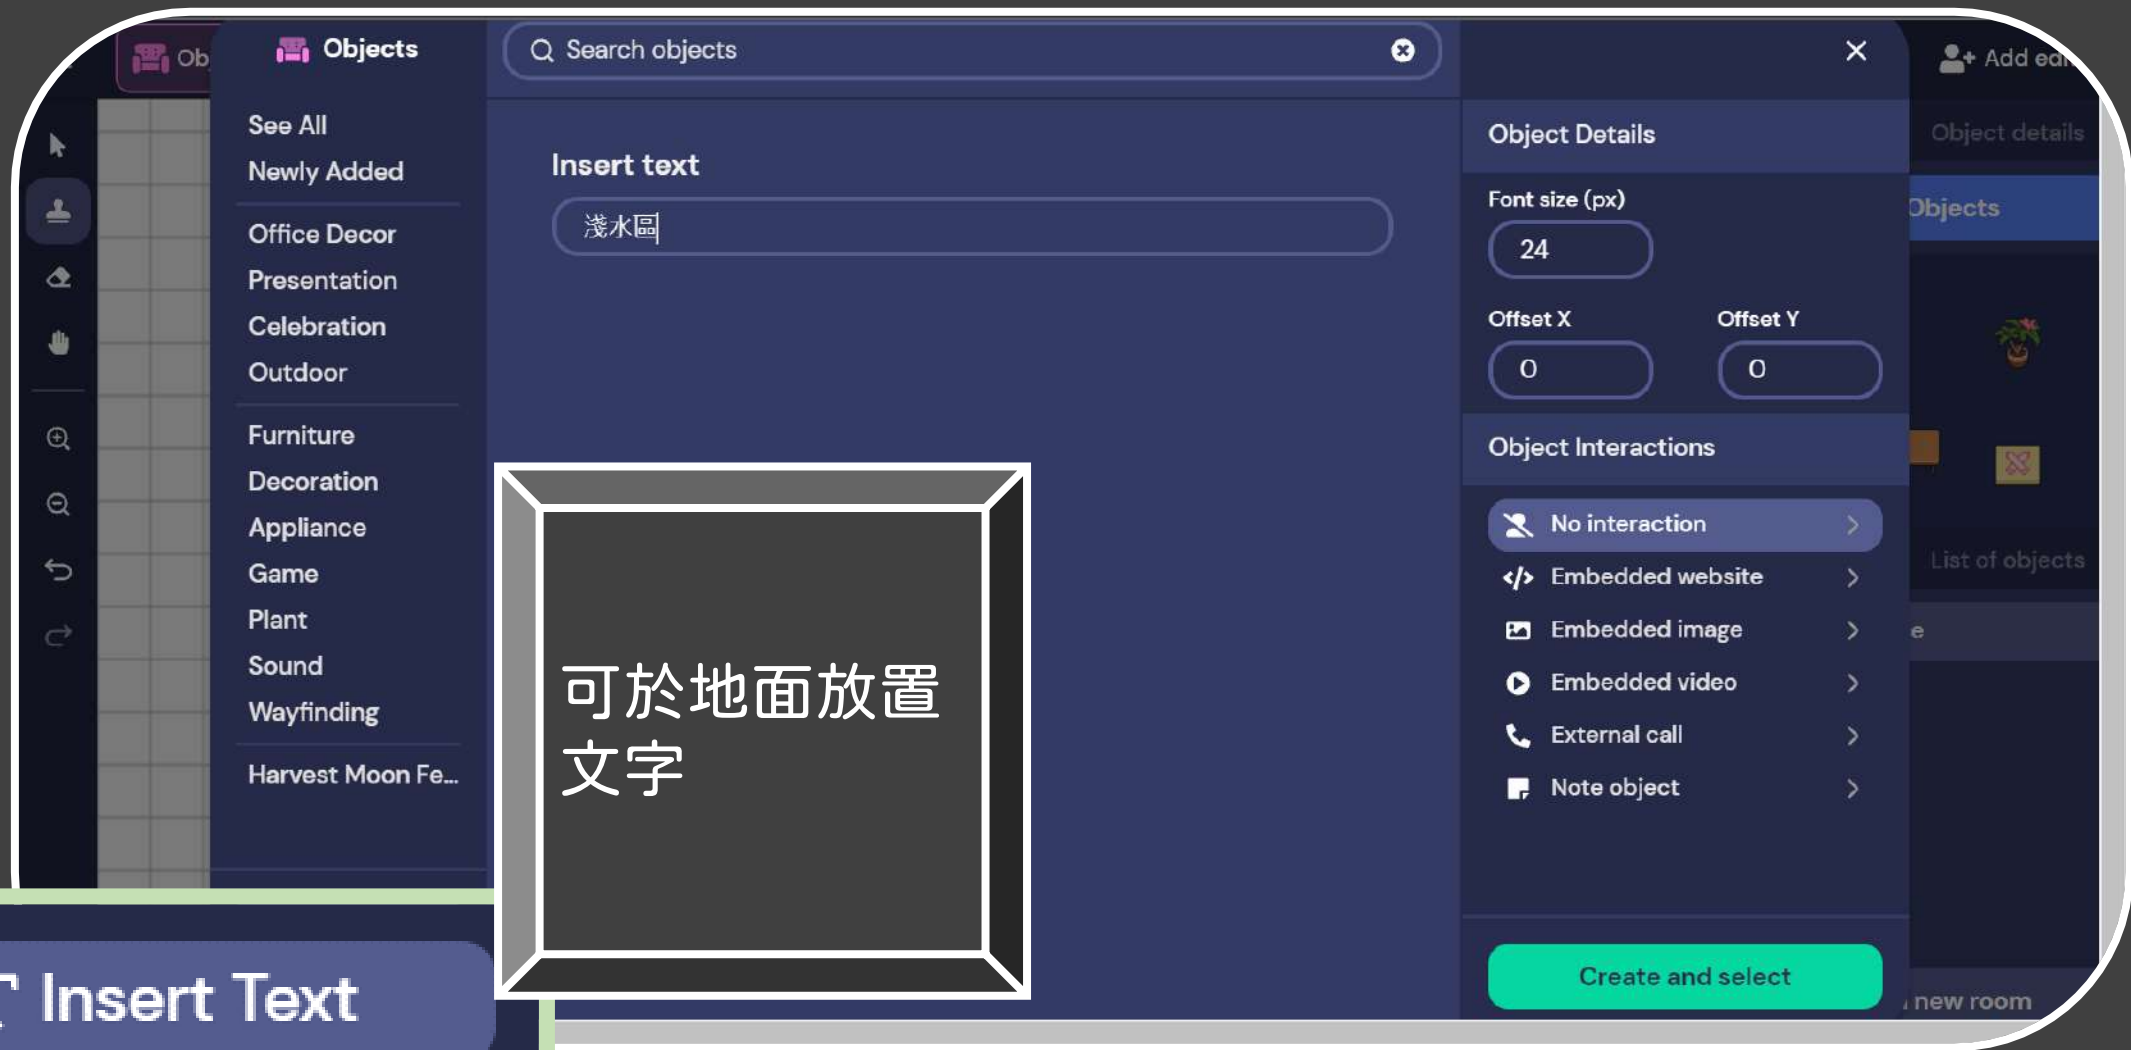 Objects
Search objects
Add
See All
Newly Added
Office Decor
Presentation
Celebration
Outdoor
Furniture
Decoration
Appliance
Game
Plant
Sound
Wayfinding
Harvest Moon Fe...
Insert text
淺水區
可於地面放置
文字
Object Details
Font size (px)
24
Offset X
Offset Y
0
0
Object Interactions
No interaction
Embedded website
Embedded image
Embedded video
External call
Note object
Create and select
Object details
Objects
List of objects
new room
Insert Text